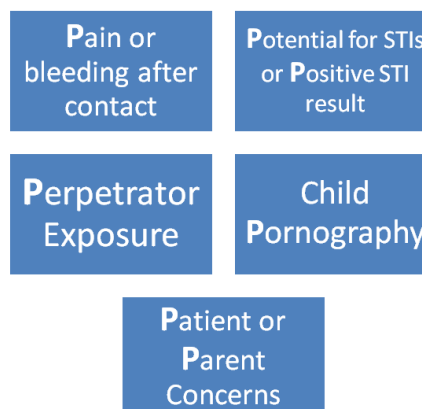 Pain or
bleeding after
contact
Potential for STIs
or Positive STI
result
Perpetrator
Exposure
Child
Pornography
Patient or
Parent
Concerns